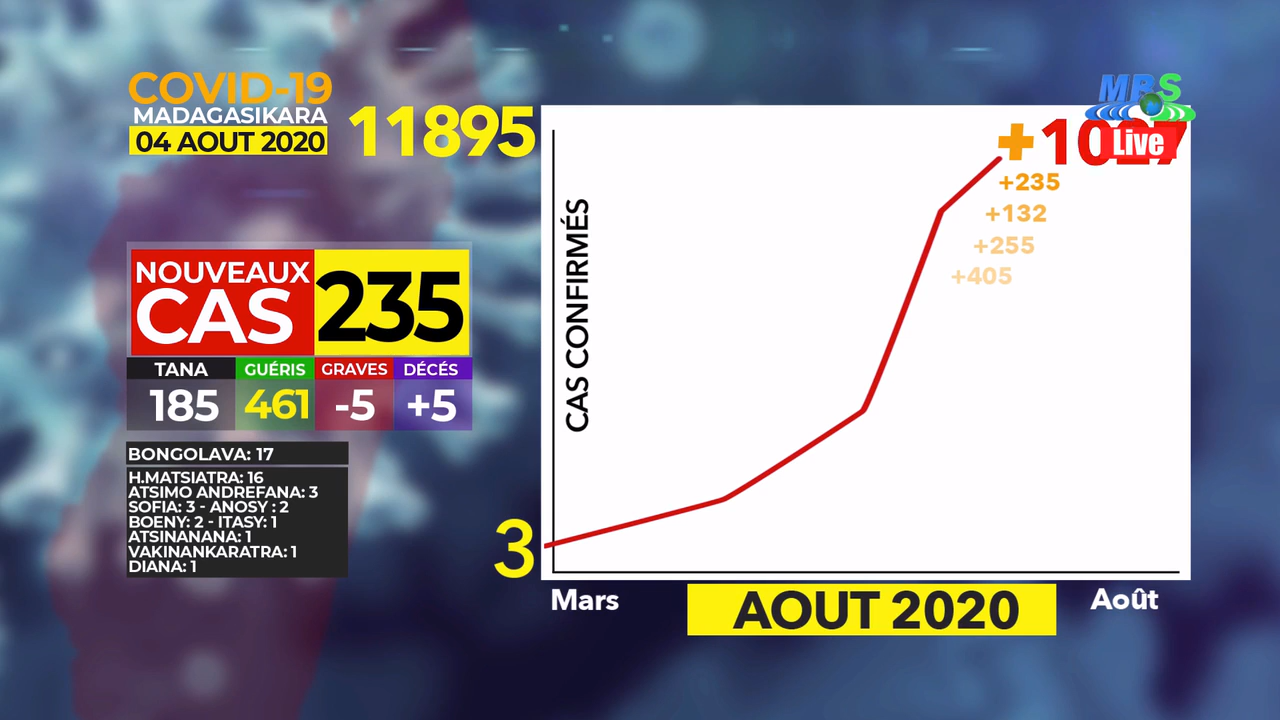 COVID-19
MADAGASIKARA
04 AOUT 2020
11895
NOUVEAUX
CAS
235
TANA
GUÉRIS
GRAVES
DÉCÉS
185
461
-5
+5
BONGOLAVA: 17
H.MATSIATRA: 16
ATSIMO ANDREFANA: 3
SOFIA: 3 - ANOSY : 2
BOENY: 2 - ITASY: 1
ATSINANANA: 1
VAKINANKARATRA: 1
DIANA: 1
CAS CONFIRMÉS
MBS
Live
+235
+132
+255
+405
3
Mars
AOUT 2020
Août